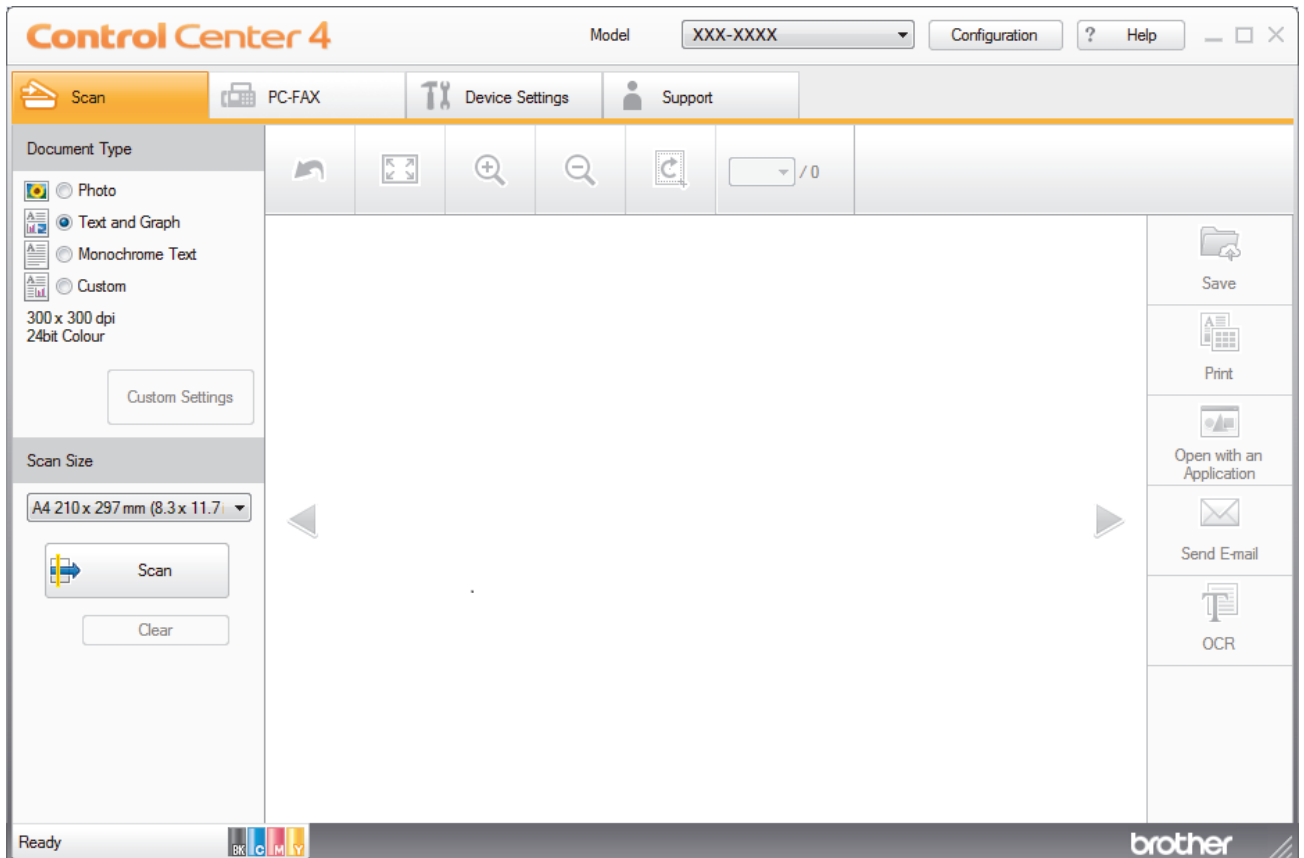 Control Center 4
Model XXX-XXXX Configuration ? Help
Scan PC-FAX Device Settings Support
Document Type
Photo
Text and Graph
Monochrome Text
Custom
300 x 300 dpi
24bit Colour
Custom Settings
Scan Size
A4 210 x 297 mm (8.3 x 11.7
Scan
Clear
/ 0
Save
Print
Open with an
Application
Send E-mail
OCR
Ready BK C M Y brother